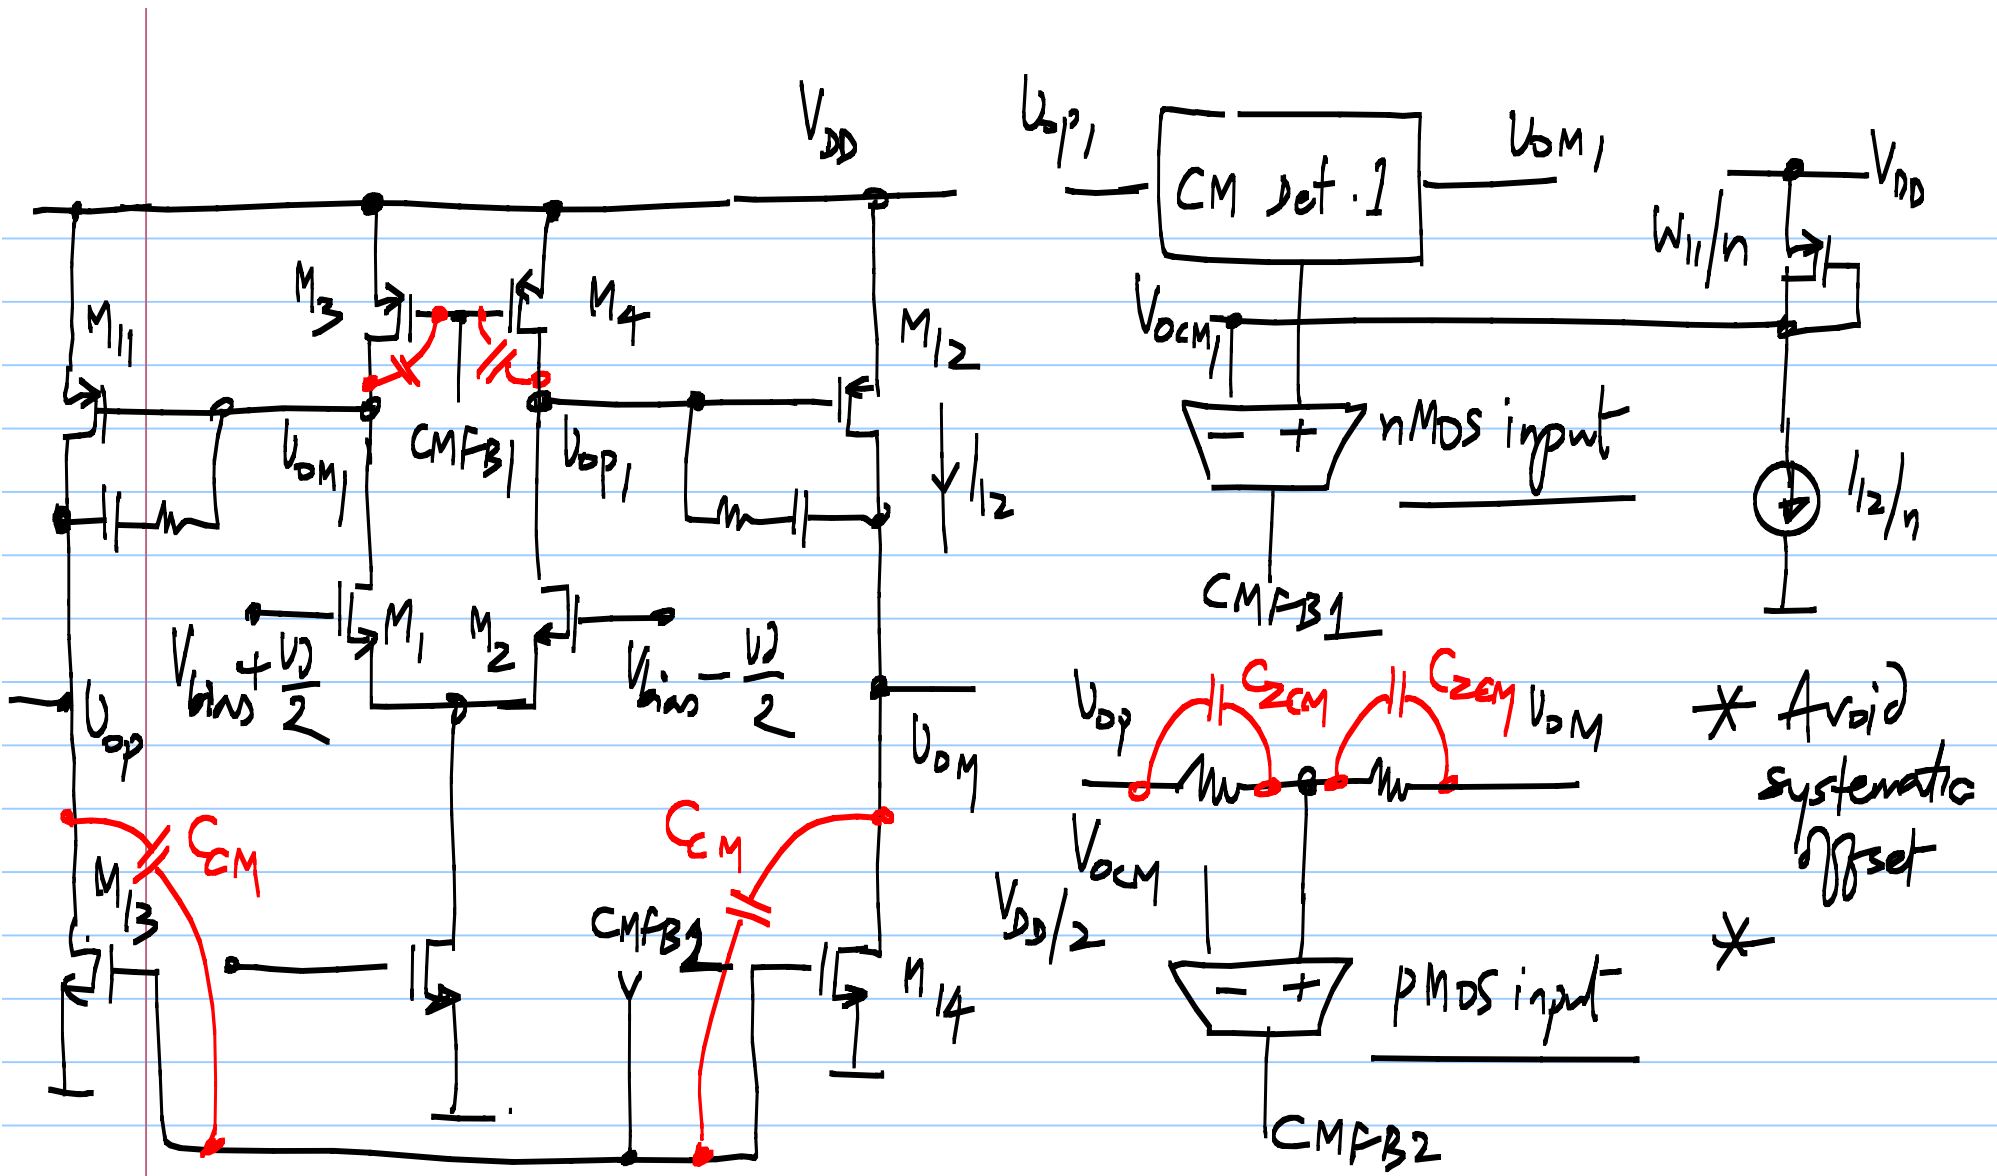 VDD
M11
M3
M4
M12
vOM1
CMFB1
vOP1
I12
M1
M2
Vbias + vd/2
Vbias - vd/2
vOP
vOM
CCM
CCM
M13
CMFB2
M14
vOP1
CM Det. 1
vOM1
VDD
W11/n
VOCM1
- +
nMOS input
I12/n
CMFB1
vOP
C2CM
C2CM
vOM
VOCM
VDD/2
- +
pMOS input
CMFB2
* Avoid
systematic
offset
*